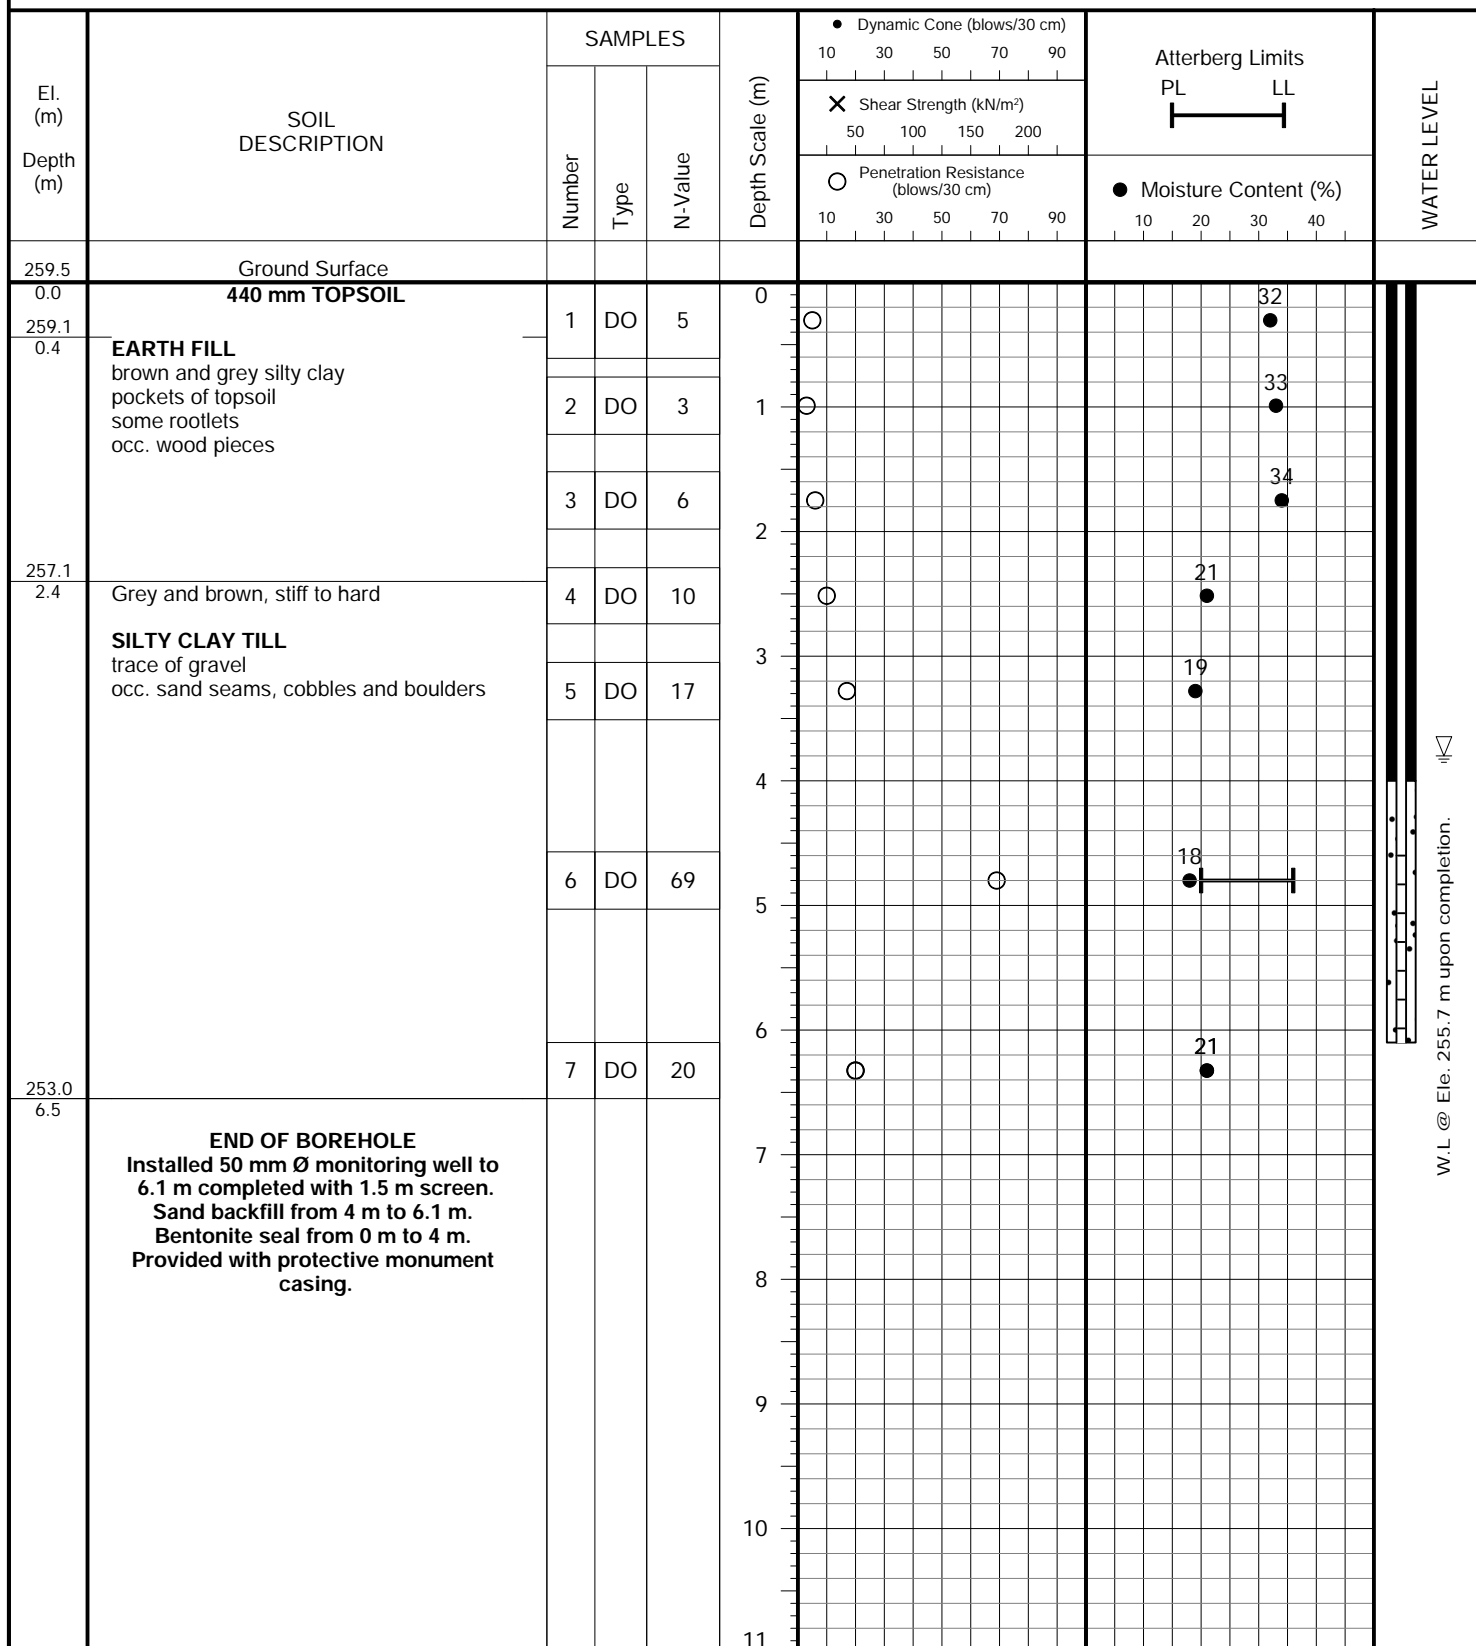 El.
(m)
Depth
(m)
SOIL
DESCRIPTION
SAMPLES
Number
Type
N-Value
Depth Scale (m)
Dynamic Cone (blows/30 cm)
10 30 50 70 90
Shear Strength (kN/m²)
50 100 150 200
Penetration Resistance
(blows/30 cm)
10 30 50 70 90
Atterberg Limits
PL LL
Moisture Content (%)
10 20 30 40
WATER LEVEL
259.5 Ground Surface
0.0 440 mm TOPSOIL 0 32
259.1 1 DO 5
0.4 EARTH FILL
brown and grey silty clay 33
pockets of topsoil
2 DO 3 1
some rootlets
occ. wood pieces
34
3 DO 6
2
257.1 21
2.4 Grey and brown, stiff to hard 4 DO 10
SILTY CLAY TILL 3
trace of gravel 19
occ. sand seams, cobbles and boulders 5 DO 17
4
18
6 DO 69
5
6
21
7 DO 20
253.0
6.5
END OF BOREHOLE
Installed 50 mm Ø monitoring well to 7
6.1 m completed with 1.5 m screen.
Sand backfill from 4 m to 6.1 m.
Bentonite seal from 0 m to 4 m.
Provided with protective monument
casing. 8
9
10
11
W.L @ Ele. 255.7 m upon completion.